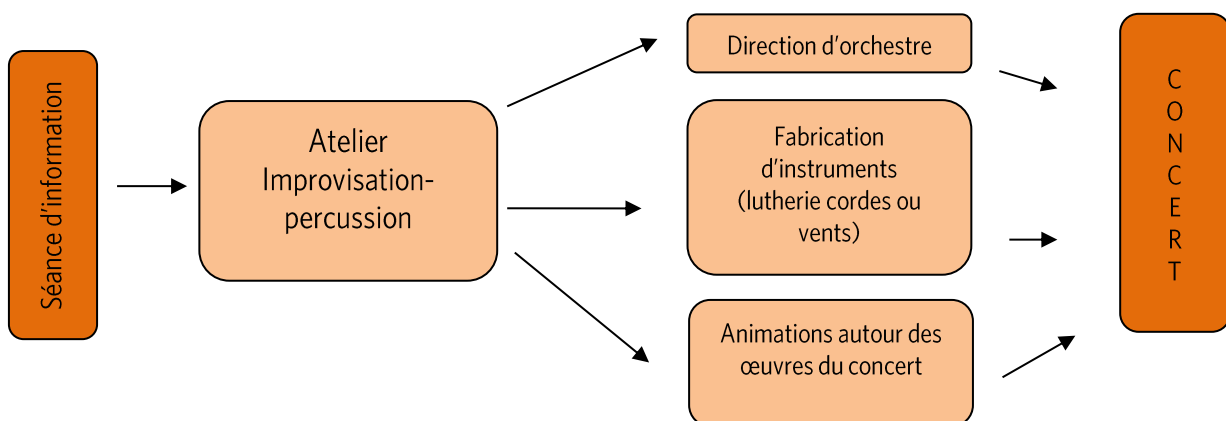 Séance d'information
Atelier
Improvisation-
percussion
Direction d'orchestre
Fabrication
d'instruments
(lutherie cordes ou
vents)
Animations autour des
œuvres du concert
C
O
N
C
E
R
T